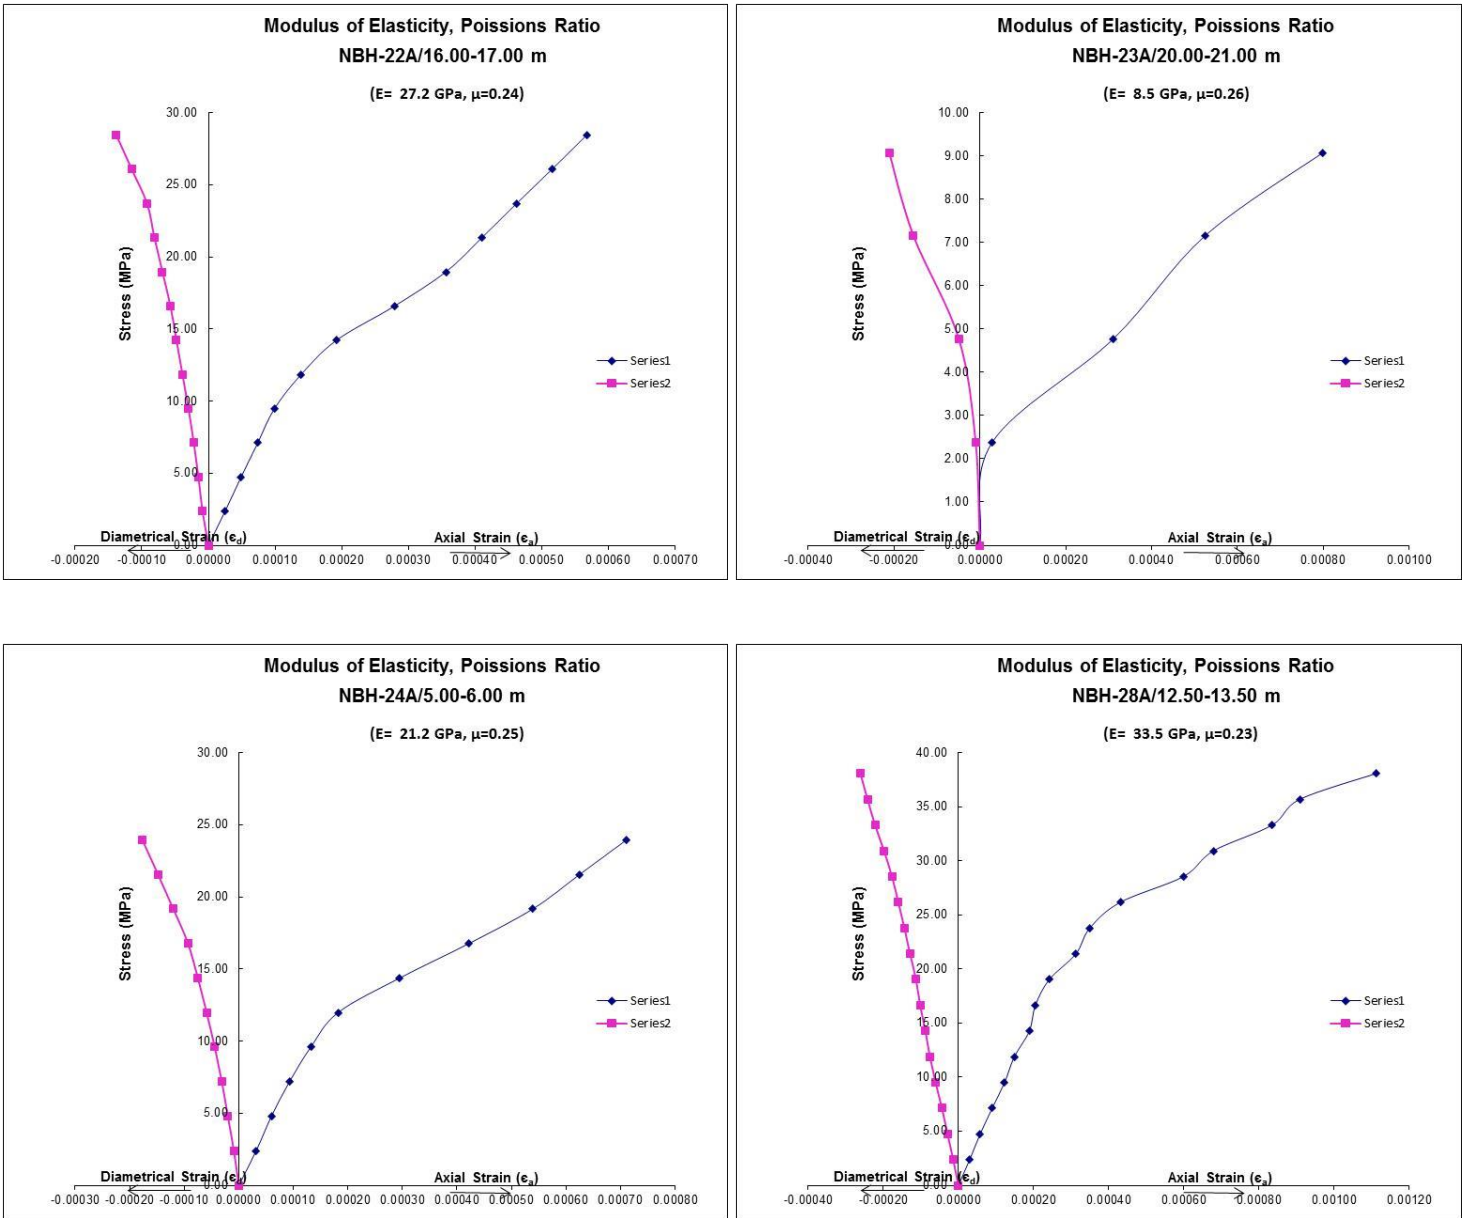 Modulus of Elasticity, Poissions Ratio
NBH-22A/16.00-17.00 m
(E= 27.2 GPa, μ=0.24)
30.00
25.00
20.00
15.00
10.00
5.00
0.00
Stress (MPa)
Series1
Series2
Diametrical Strain (ϵd)
Axial Strain (ϵa)
-0.00020 -0.00010 0.00000 0.00010 0.00020 0.00030 0.00040 0.00050 0.00060 0.00070
Modulus of Elasticity, Poissions Ratio
NBH-23A/20.00-21.00 m
(E= 8.5 GPa, μ=0.26)
10.00
9.00
8.00
7.00
6.00
5.00
4.00
3.00
2.00
1.00
0.00
Stress (MPa)
Series1
Series2
Diametrical Strain (ϵd)
Axial Strain (ϵa)
-0.00040 -0.00020 0.00000 0.00020 0.00040 0.00060 0.00080 0.00100
Modulus of Elasticity, Poissions Ratio
NBH-24A/5.00-6.00 m
(E= 21.2 GPa, μ=0.25)
30.00
25.00
20.00
15.00
10.00
5.00
0.00
Stress (MPa)
Series1
Series2
Diametrical Strain (ϵd)
Axial Strain (ϵa)
-0.00030 -0.00020 -0.00010 0.00000 0.00010 0.00020 0.00030 0.00040 0.00050 0.00060 0.00070 0.00080
Modulus of Elasticity, Poissions Ratio
NBH-28A/12.50-13.50 m
(E= 33.5 GPa, μ=0.23)
40.00
35.00
30.00
25.00
20.00
15.00
10.00
5.00
0.00
Stress (MPa)
Series1
Series2
Diametrical Strain (ϵd)
Axial Strain (ϵa)
-0.00040 -0.00020 0.00000 0.00020 0.00040 0.00060 0.00080 0.00100 0.00120